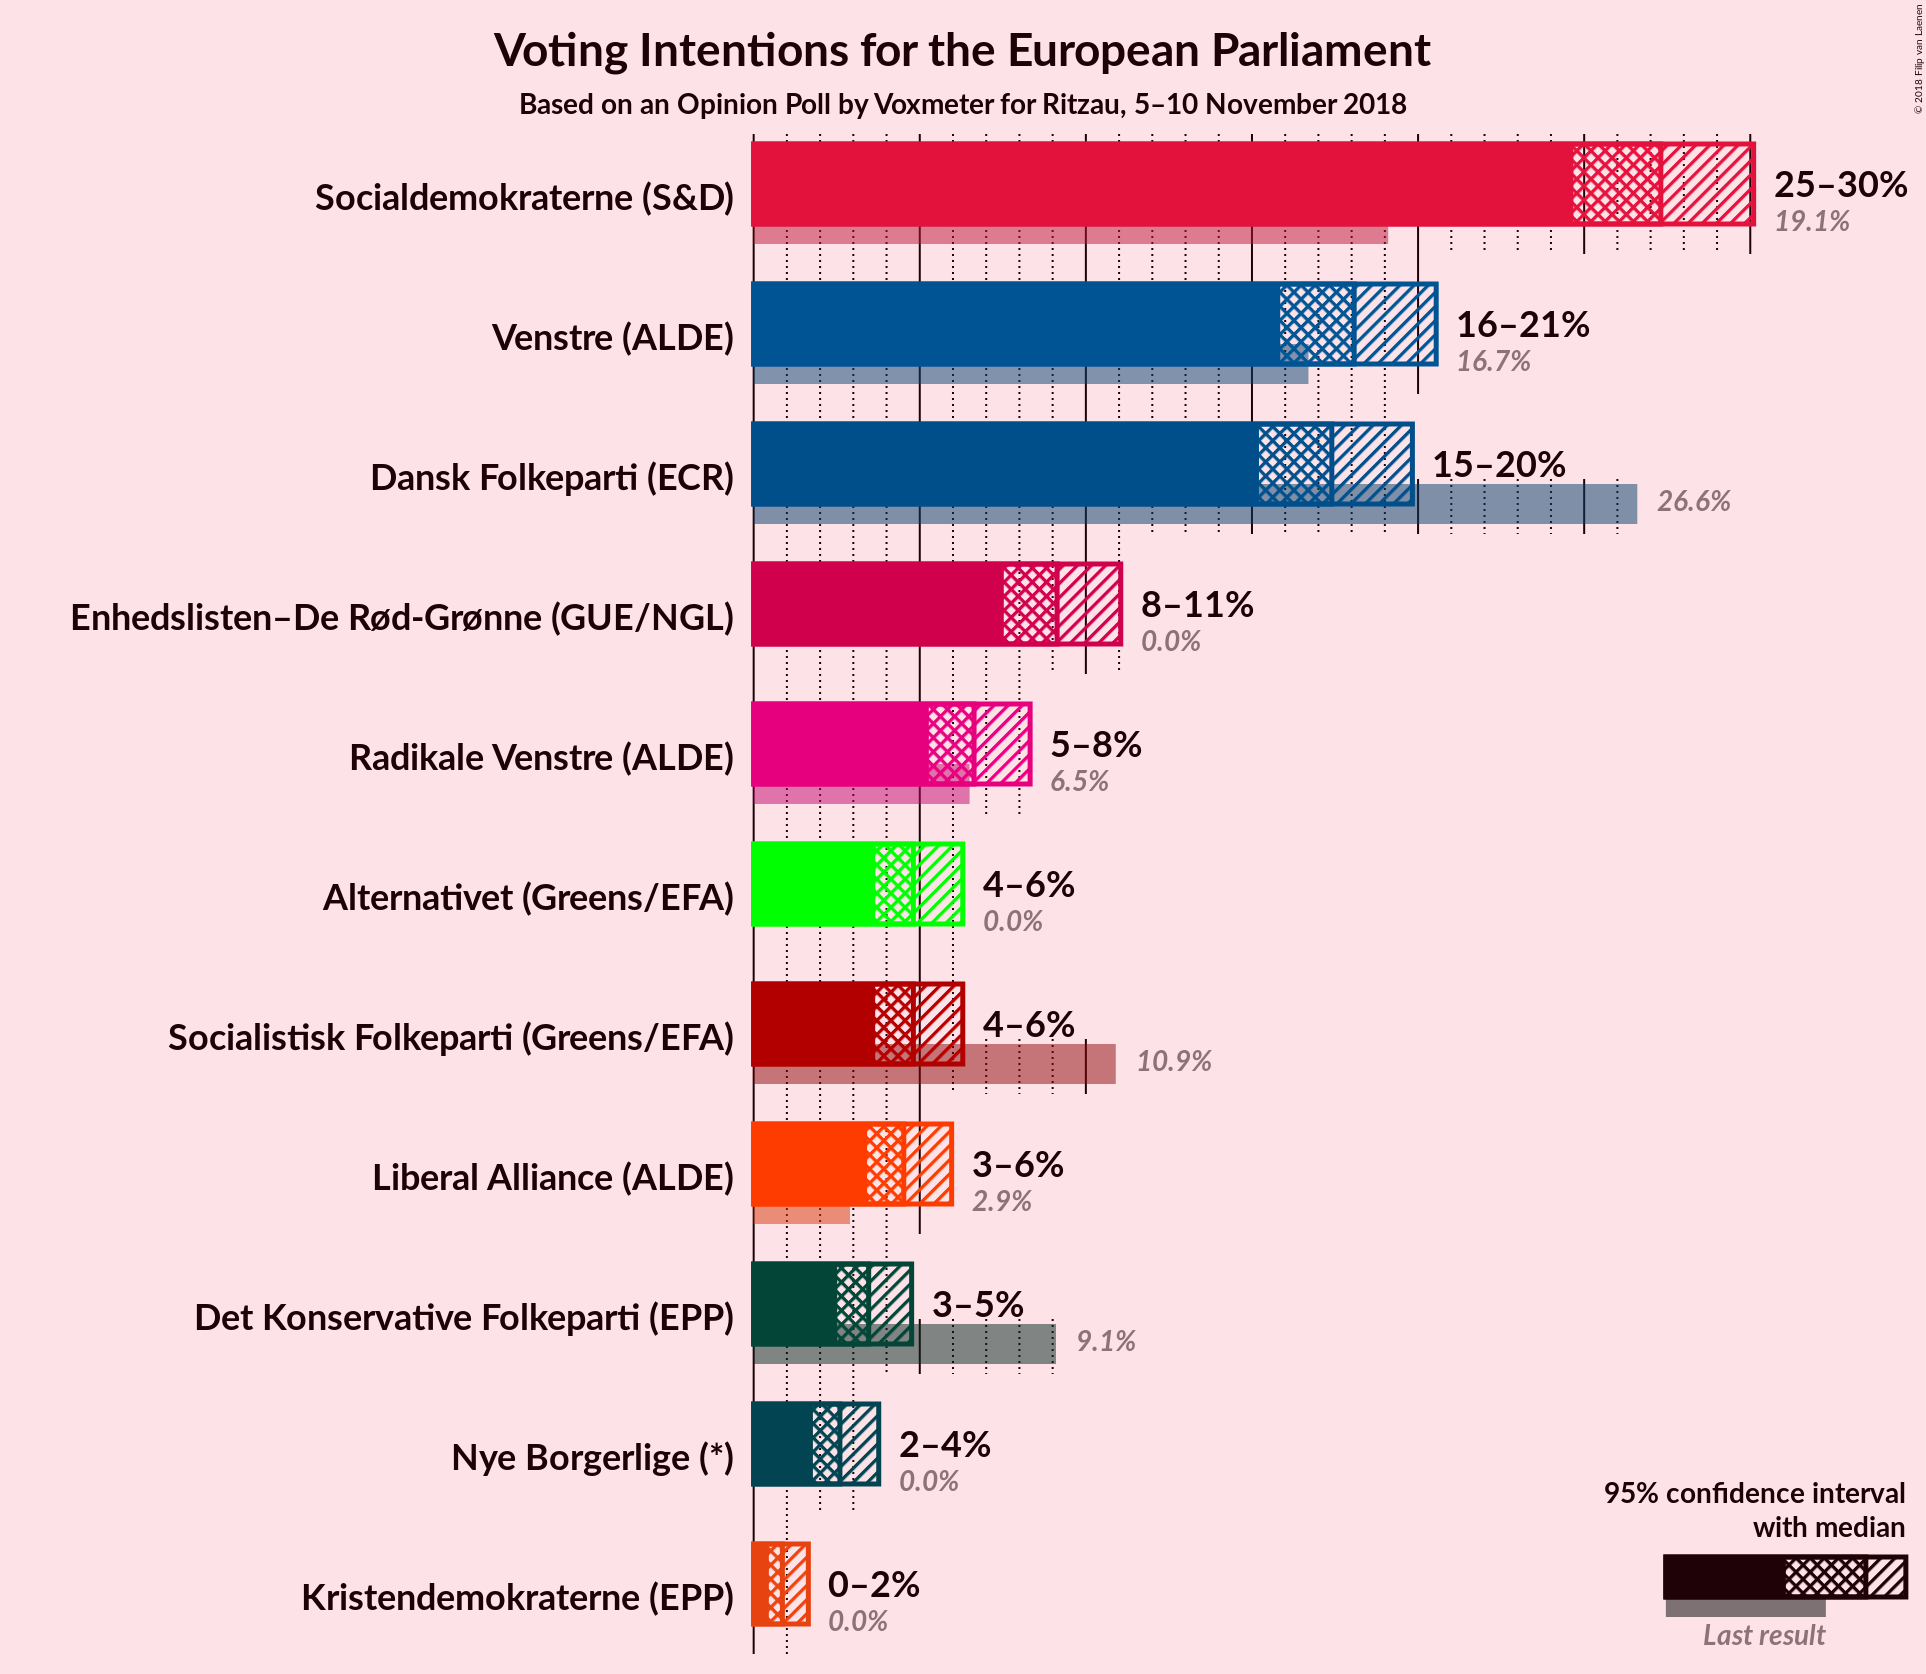 Voting Intentions for the European Parliament
Based on an Opinion Poll by Voxmeter for Ritzau, 5–10 November 2018
© 2018 Filip van Laenen
Socialdemokraterne (S&D)
25–30%
19.1%
Venstre (ALDE)
16–21%
16.7%
Dansk Folkeparti (ECR)
15–20%
26.6%
Enhedslisten–De Rød-Grønne (GUE/NGL)
8–11%
0.0%
Radikale Venstre (ALDE)
5–8%
6.5%
Alternativet (Greens/EFA)
4–6%
0.0%
Socialistisk Folkeparti (Greens/EFA)
4–6%
10.9%
Liberal Alliance (ALDE)
3–6%
2.9%
Det Konservative Folkeparti (EPP)
3–5%
9.1%
Nye Borgerlige (*)
2–4%
0.0%
Kristendemokraterne (EPP)
0–2%
0.0%
95% confidence interval
with median
Last result